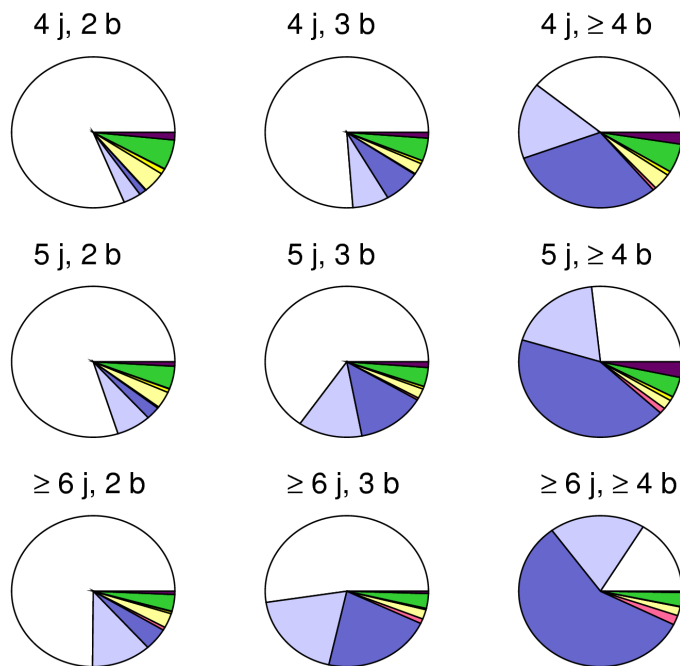 4 j, 2 b
4 j, 3 b
4 j, ≥ 4 b
5 j, 2 b
5 j, 3 b
5 j, ≥ 4 b
≥ 6 j, 2 b
≥ 6 j, 3 b
≥ 6 j, ≥ 4 b